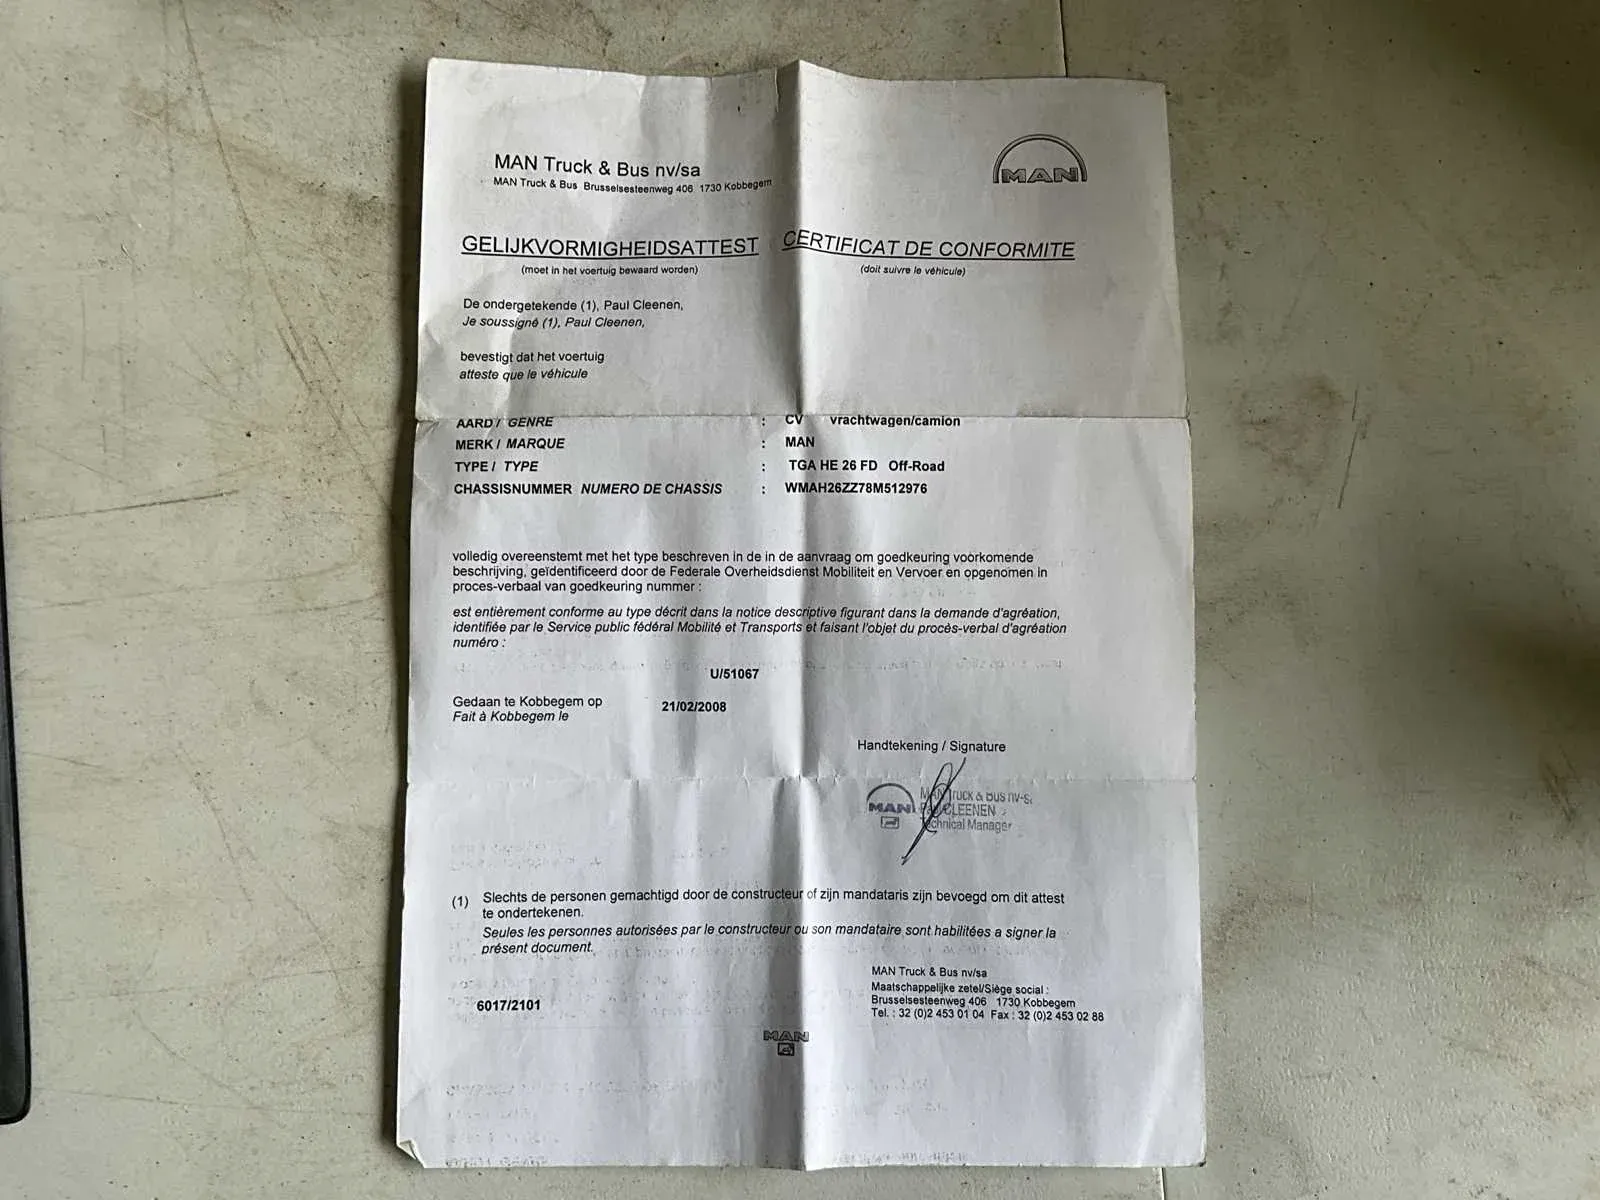 MAN Truck & Bus nv/sa
MAN Truck & Bus Brusselsesteenweg 406 1730 Kobbegem
MAN
GELIJKVORMIGHEIDSATTEST CERTIFICAT DE CONFORMITE
(moet in het voertuig bewaard worden) (doit suivre le véhicule)
De ondergetekende (1), Paul Cleenen,
Je soussigné (1), Paul Cleenen,
bevestigt dat het voertuig
atteste que le véhicule
AARD / GENRE : CV vrachtwagen/camion
MERK / MARQUE : MAN
TYPE / TYPE : TGA HE 26 FD Off-Road
CHASSISNUMMER NUMERO DE CHASSIS : WMAH26ZZ78M512976
volledig overeenstemt met het type beschreven in de in de aanvraag om goedkeuring voorkomende
beschrijving, geïdentificeerd door de Federale Overheidsdienst Mobiliteit en Vervoer en opgenomen in
proces-verbaal van goedkeuring nummer :
est entièrement conforme au type décrit dans la notice descriptive figurant dans la demande d'agréation,
identifiée par le Service public fédéral Mobilité et Transports et faisant l'objet du procès-verbal d'agréation
numéro :
U/51067
Gedaan te Kobbegem op 21/02/2008
Fait à Kobbegem le
Handtekening / Signature
MAN
MAN Truck & Bus nv-s
CLEENEN
Technical Manager
(1) Slechts de personen gemachtigd door de constructeur of zijn mandataris zijn bevoegd om dit attest
te ondertekenen.
Seules les personnes autorisées par le constructeur ou son mandataire sont habilitées a signer la
présent document.
MAN Truck & Bus nv/sa
Maatschappelijke zetel/Siège social :
Brusselsesteenweg 406 1730 Kobbegem
Tel. : 32 (0)2 453 01 04 Fax : 32 (0)2 453 02 88
6017/2101
MAN